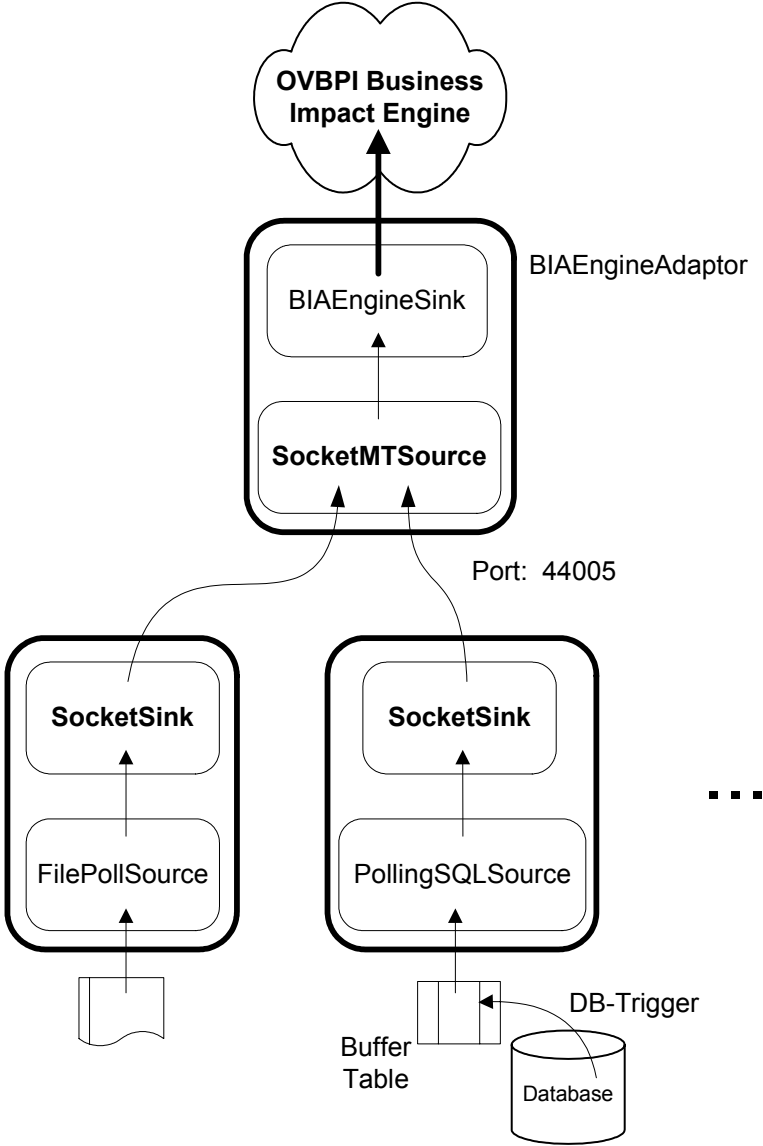 OVBPI Business
Impact Engine
BIAEngineAdaptor
BIAEngineSink
SocketMTSource
Port: 44005
SocketSink
SocketSink
FilePollSource
PollingSQLSource
DB-Trigger
Buffer
Table
Database